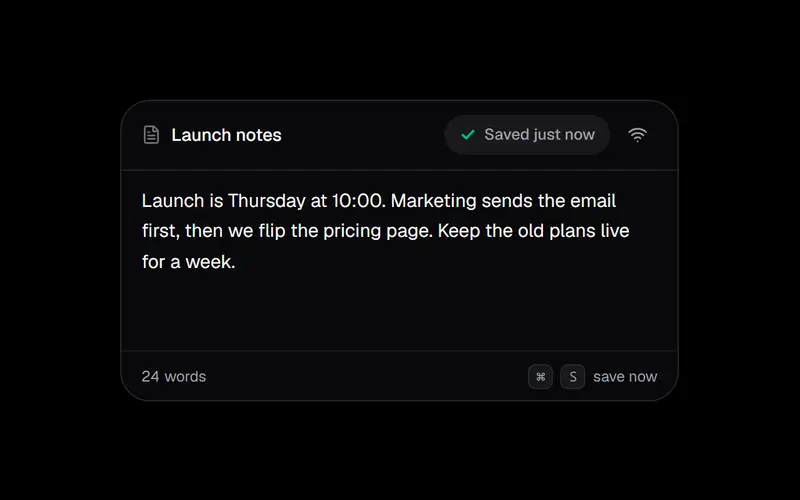 Launch notes
Saved just now
Launch is Thursday at 10:00. Marketing sends the email
first, then we flip the pricing page. Keep the old plans live
for a week.
24 words
⌘ S save now